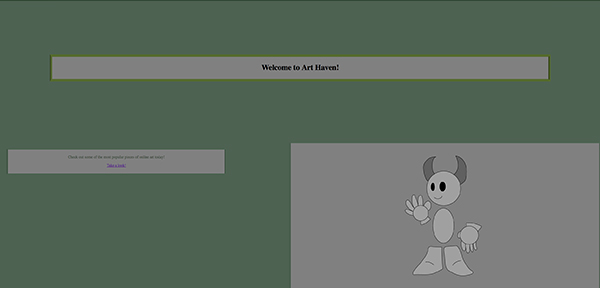 Welcome to Art Haven!
Check out some of the most popular pieces of online art today!
Take a look!